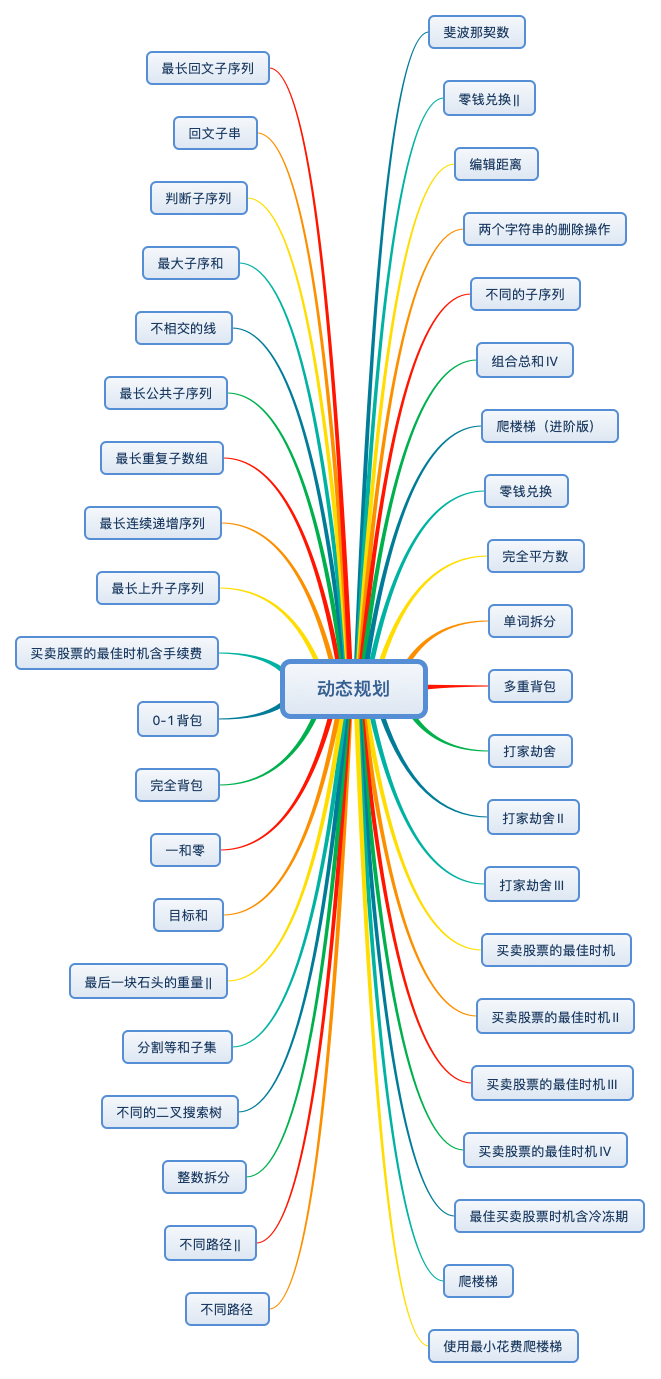 动态规划
斐波那契数
零钱兑换||
编辑距离
两个字符串的删除操作
不同的子序列
组合总和IV
爬楼梯（进阶版）
零钱兑换
完全平方数
单词拆分
多重背包
打家劫舍
打家劫舍II
打家劫舍III
买卖股票的最佳时机
买卖股票的最佳时机II
买卖股票的最佳时机III
买卖股票的最佳时机IV
最佳买卖股票时机含冷冻期
爬楼梯
使用最小花费爬楼梯
最长回文子序列
回文子串
判断子序列
最大子序和
不相交的线
最长公共子序列
最长重复子数组
最长连续递增序列
最长上升子序列
买卖股票的最佳时机含手续费
0-1背包
完全背包
一和零
目标和
最后一块石头的重量||
分割等和子集
不同的二叉搜索树
整数拆分
不同路径||
不同路径